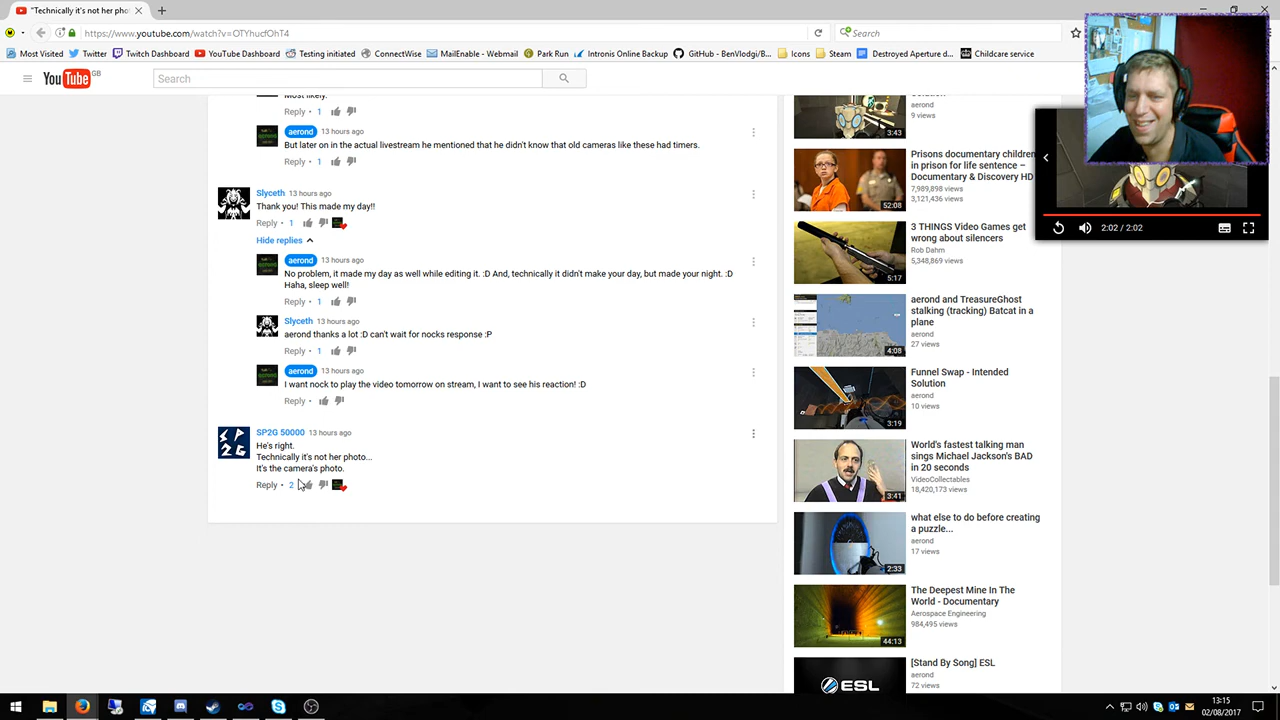 "Technically it's not her pho
https://www.youtube.com/watch?v=OTYhucfOhT4
Search
Most Visited
Twitter
Twitch Dashboard
YouTube Dashboard
Testing initiated
ConnectWise
MailEnable - Webmail
Park Run
Intronis Online Backup
GitHub - BenVlodgi/B...
Icons
Steam
Destroyed Aperture d...
Childcare service
YouTube GB
Search
Most likely.
Reply • 1
aerond 13 hours ago
But later on in the actual livestream he mentioned that he didn't know that old cameras like these had timers.
Reply • 1
Slyceth 13 hours ago
Thank you! This made my day!!
Reply • 1
Hide replies
aerond 13 hours ago
No problem, it made my day as well while editing it. :D And, technically it didn't make your day, but made your night. :D
Haha, sleep well!
Reply • 1
Slyceth 13 hours ago
aerond thanks a lot :D can't wait for nocks response :P
Reply • 1
aerond 13 hours ago
I want nock to play the video tomorrow on stream, I want to see his reaction! :D
Reply •
SP2G 50000 13 hours ago
He's right.
Technically it's not her photo...
It's the camera's photo.
Reply • 2
Solution
aerond
9 views
3:43
Prisons documentary children
in prison for life sentence –
Documentary & Discovery HD
7,989,898 views
3,121,436 views
52:08
3 THINGS Video Games get
wrong about silencers
Rob Dahm
5,348,869 views
5:17
aerond and TreasureGhost
stalking (tracking) Batcat in a
plane
aerond
27 views
4:08
Funnel Swap - Intended
Solution
aerond
10 views
3:19
World's fastest talking man
sings Michael Jackson's BAD
in 20 seconds
VideoCollectables
18,420,173 views
3:41
what else to do before creating
a puzzle...
aerond
17 views
2:33
The Deepest Mine In The
World - Documentary
Aerospace Engineering
984,495 views
44:13
[Stand By Song] ESL
aerond
72 views
ESL
2:02 / 2:02
13:15
02/08/2017